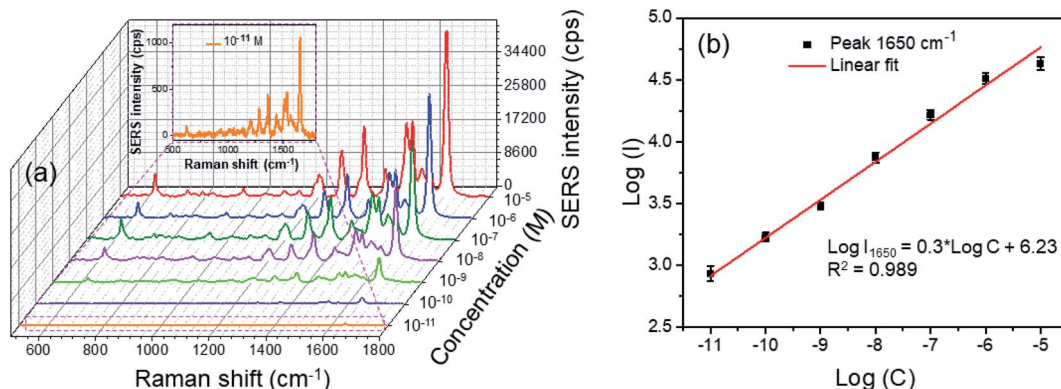 (a)
SERS intensity (cps)
1000
500
0
10⁻¹¹ M
500
1000
1500
Raman shift (cm⁻¹)
34400
25800
17200
8600
0
SERS intensity (cps)
10⁻⁵
10⁻⁶
10⁻⁷
10⁻⁸
10⁻⁹
10⁻¹⁰
10⁻¹¹
Concentration (M)
600 800 1000 1200 1400 1600 1800
Raman shift (cm⁻¹)
(b)
Peak 1650 cm⁻¹
Linear fit
5.0
4.5
4.0
3.5
3.0
2.5
Log (I)
Log I₁₆₅₀ = 0.3*Log C + 6.23
R² = 0.989
-11 -10 -9 -8 -7 -6 -5
Log (C)